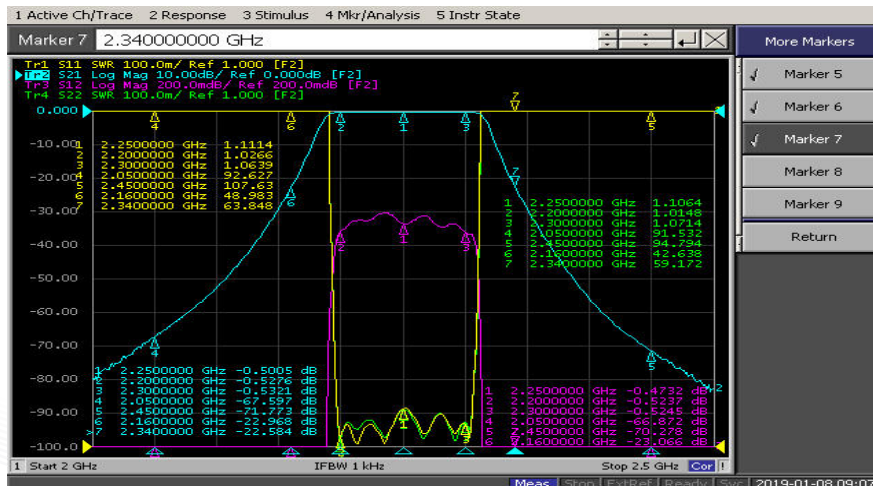 1 Active Ch/Trace 2 Response 3 Stimulus 4 Mkr/Analysis 5 Instr State
Marker 7 2.340000000 GHz
More Markers
Tr1 S11 SWR 100.0m/ Ref 1.000 [F2]
Tr2 S21 Log Mag 10.00dB/ Ref 0.000dB [F2]
Tr3 S12 Log Mag 200.0mdB/ Ref 200.0mdB [F2]
Tr4 S22 SWR 100.0m/ Ref 1.000 [F2]
Marker 5
Marker 6
Marker 7
Marker 8
Marker 9
Return
0.000
-10.00
-20.00
-30.00
-40.00
-50.00
-60.00
-70.00
-80.00
-90.00
-100.0
1 2.2500000 GHz 1.1114
2 2.2000000 GHz 1.0266
3 2.3000000 GHz 1.0639
4 2.0500000 GHz 92.627
5 2.4500000 GHz 107.63
6 2.1600000 GHz 48.983
7 2.3400000 GHz 63.848
1 2.2500000 GHz 1.1064
2 2.2000000 GHz 1.0148
3 2.3000000 GHz 1.0714
4 2.0500000 GHz 91.532
5 2.4500000 GHz 94.794
6 2.1600000 GHz 42.638
7 2.3400000 GHz 59.172
1 2.2500000 GHz -0.5005 dB
2 2.2000000 GHz -0.5276 dB
3 2.3000000 GHz -0.5321 dB
4 2.0500000 GHz -67.597 dB
5 2.4500000 GHz -71.773 dB
6 2.1600000 GHz -22.968 dB
>7 2.3400000 GHz -22.584 dB
1 2.2500000 GHz -0.4732 dB
2 2.2000000 GHz -0.5237 dB
3 2.3000000 GHz -0.5245 dB
4 2.0500000 GHz -66.872 dB
5 2.4500000 GHz -70.278 dB
6 2.1600000 GHz -23.066 dB
1 Start 2 GHz IFBW 1 kHz Stop 2.5 GHz Cor !
Meas Stop ExtRef Ready Svc 2019-01-08 09:07